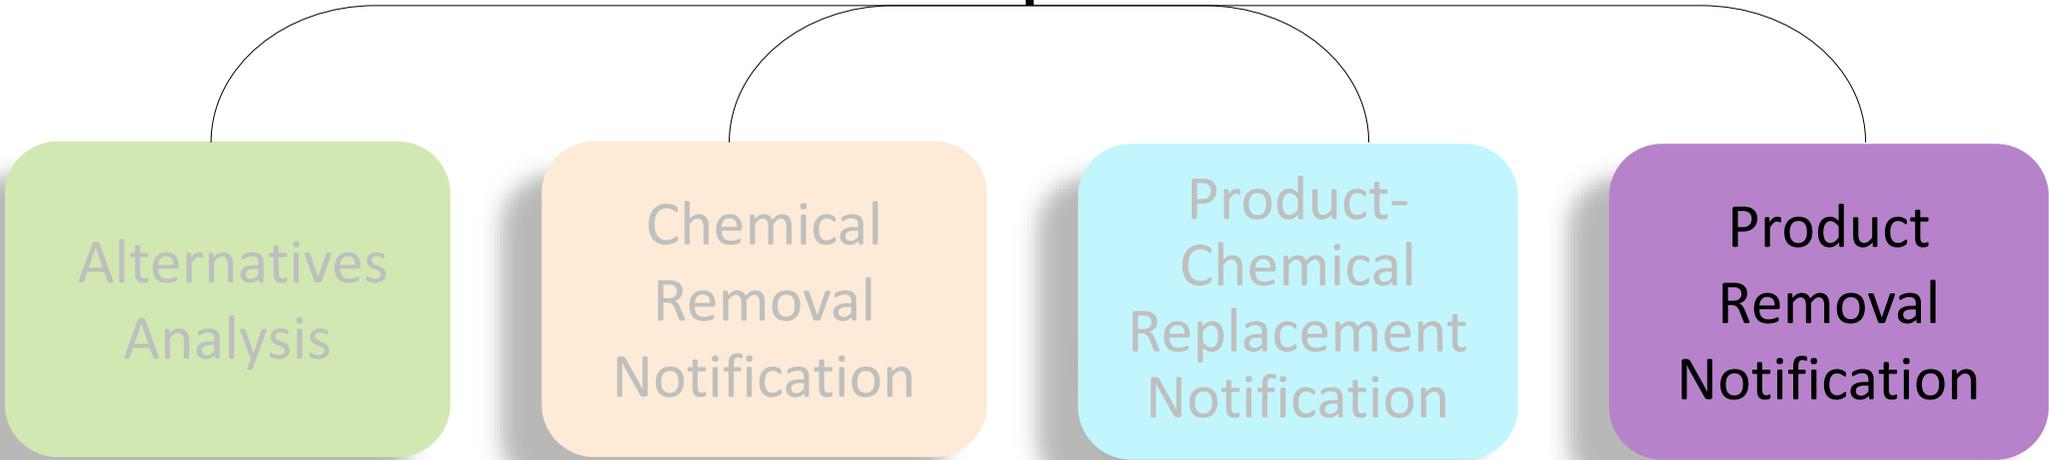 Alternatives
Analysis
Chemical
Removal
Notification
Product-
Chemical
Replacement
Notification
Product
Removal
Notification